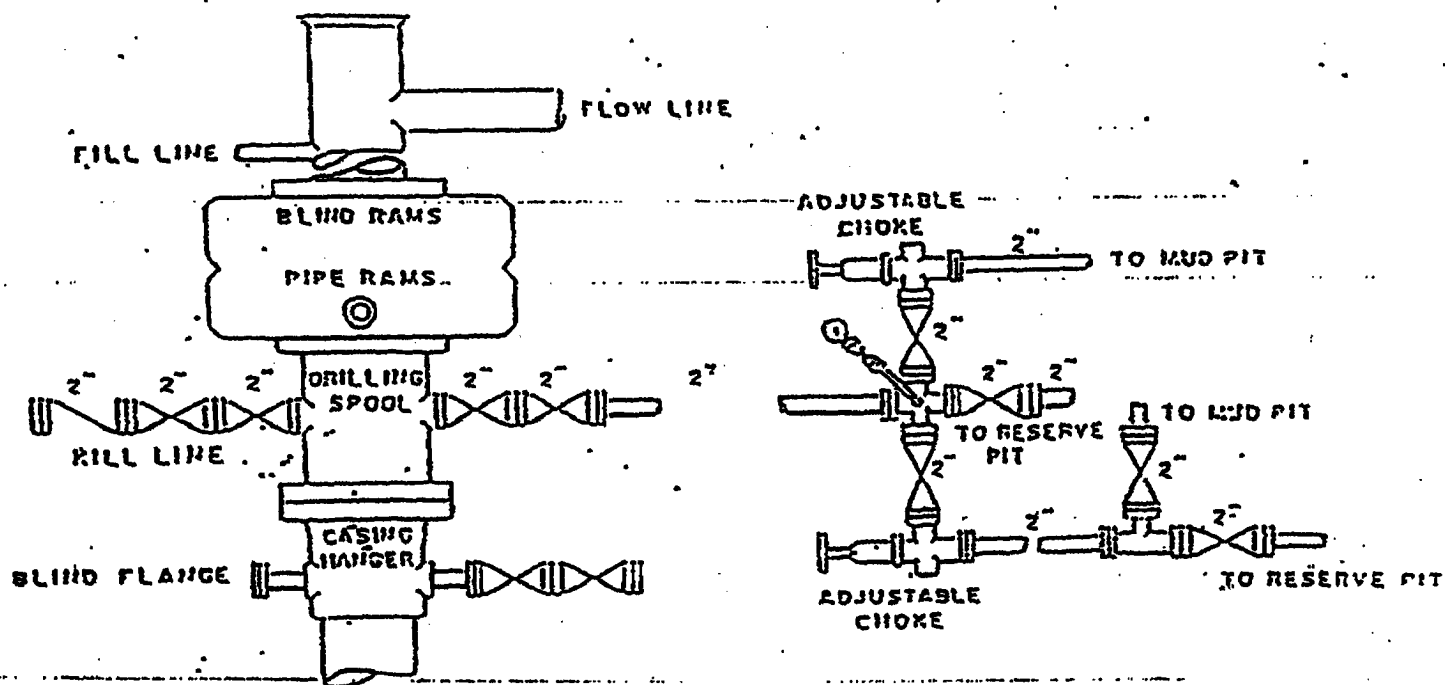 FLOW LINE
FILL LINE
BLIND RAMS
PIPE RAMS
2" 2" 2"
DRILLING
SPOOL
2" 2"
2"
KILL LINE
CASING
HANGER
BLIND FLANGE
ADJUSTABLE
CHOKE
2"
TO MUD PIT
2"
2" 2"
TO RESERVE
PIT
2"
TO MUD PIT
2"
2"
2"
TO RESERVE PIT
ADJUSTABLE
CHOKE